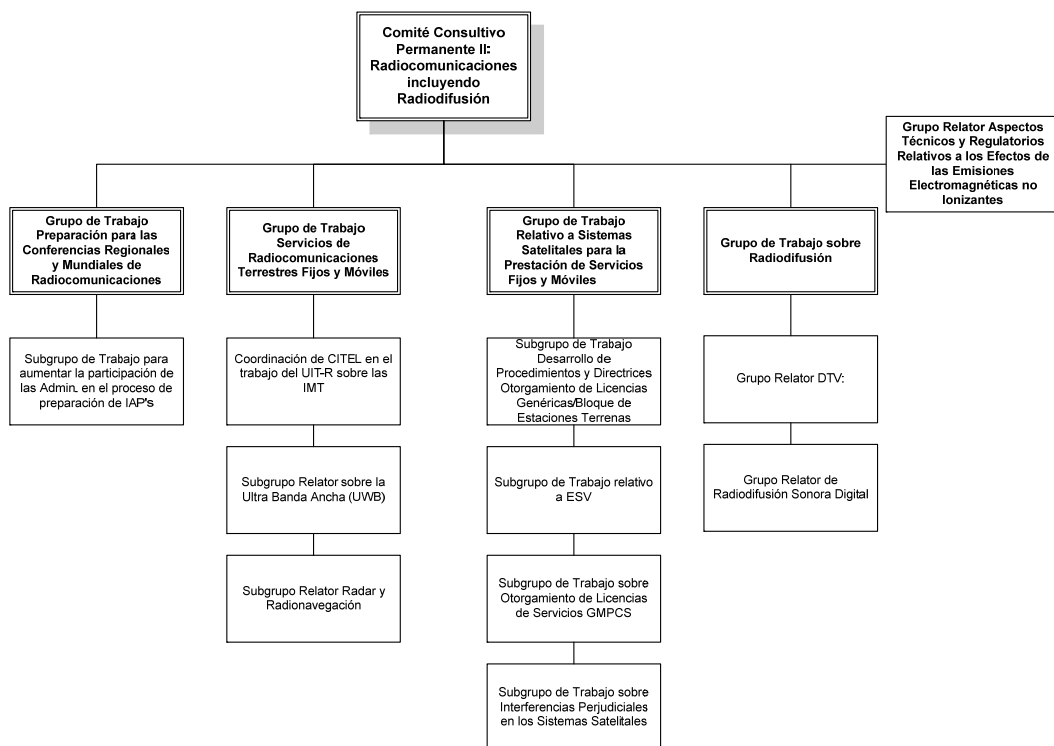 Comité Consultivo
Permanente II:
Radiocomunicaciones
incluyendo
Radiodifusión
Grupo Relator Aspectos
Técnicos y Regulatorios
Relativos a los Efectos de
las Emisiones
Electromagnéticas no
Ionizantes
Grupo de Trabajo
Preparación para las
Conferencias Regionales
y Mundiales de
Radiocomunicaciones
Grupo de Trabajo
Servicios de
Radiocomunicaciones
Terrestres Fijos y Móviles
Grupo de Trabajo
Relativo a Sistemas
Satelitales para la
Prestación de Servicios
Fijos y Móviles
Grupo de Trabajo sobre
Radiodifusión
Subgrupo de Trabajo para
aumentar la participación de
las Admin. en el proceso de
preparación de IAP's
Coordinación de CITEL en el
trabajo del UIT-R sobre las
IMT
Subgrupo de Trabajo
Desarrollo de
Procedimientos y Directrices
Otorgamiento de Licencias
Genéricas/Bloque de
Estaciones Terrenas
Grupo Relator DTV:
Subgrupo Relator sobre la
Ultra Banda Ancha (UWB)
Subgrupo de Trabajo relativo
a ESV
Grupo Relator de
Radiodifusión Sonora Digital
Subgrupo Relator Radar y
Radionavegación
Subgrupo de Trabajo sobre
Otorgamiento de Licencias
de Servicios GMPCS
Subgrupo de Trabajo sobre
Interferencias Perjudiciales
en los Sistemas Satelitales